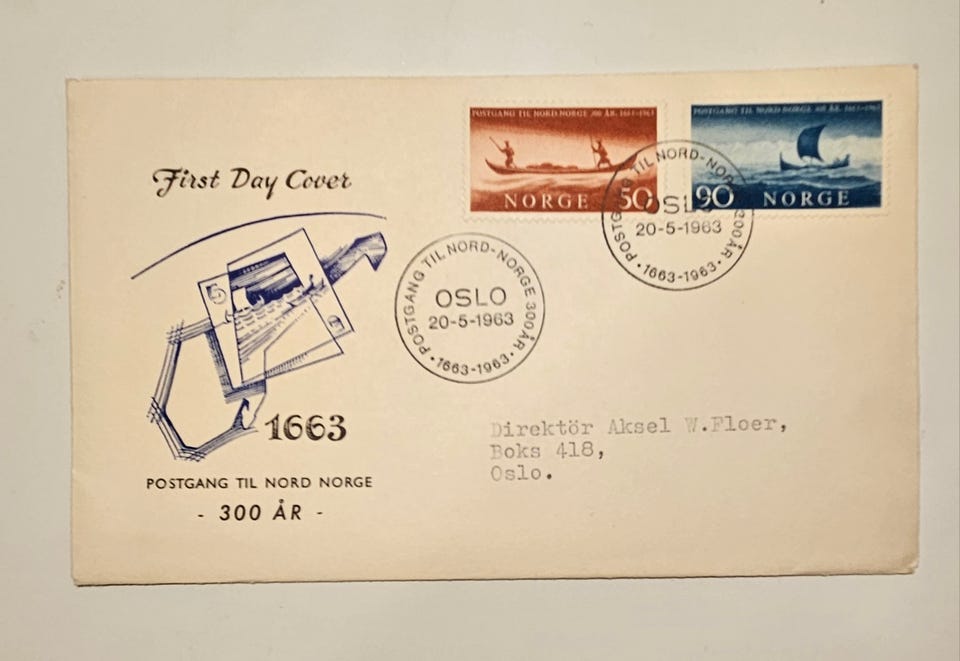 POSTGANG TIL NORD-NORGE 300 ÅR. 1663-1963
NORGE 50
POSTGANG TIL NORD-NORGE 300 ÅR. 1663-1963
90 NORGE
First Day Cover
POSTGANG TIL NORD-NORGE 300 ÅR
OSLO
20-5-1963
• 1663-1963 •
POSTGANG TIL NORD-NORGE 300 ÅR
OSLO
20-5-1963
• 1663-1963 •
1663
POSTGANG TIL NORD NORGE
- 300 ÅR -
Direktör Aksel W.Floer,
Boks 418,
Oslo.